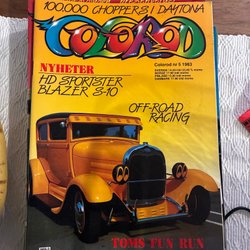 100.000 CHOPPERS I DAYTONA
COLOROD
NYHETER
Colorod nr 5 1983
HD SPORTSTER
BLAZER S-10
OFF-ROAD
RACING
TOMS FUN RUN